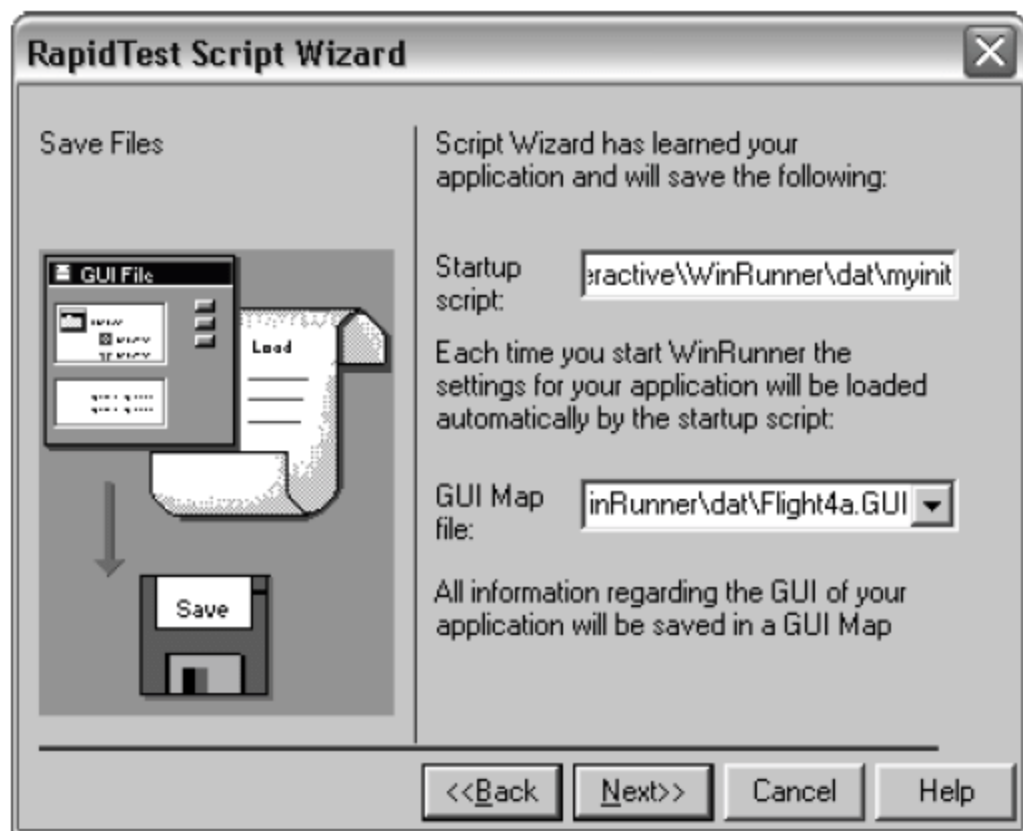 RapidTest Script Wizard
Save Files
GUI File
Load
Save
Script Wizard has learned your
application and will save the following:
Startup
script:
eractive\WinRunner\dat\myinit
Each time you start WinRunner the
settings for your application will be loaded
automatically by the startup script:
GUI Map
file:
inRunner\dat\Flight4a.GUI
All information regarding the GUI of your
application will be saved in a GUI Map
<<Back
Next>>
Cancel
Help